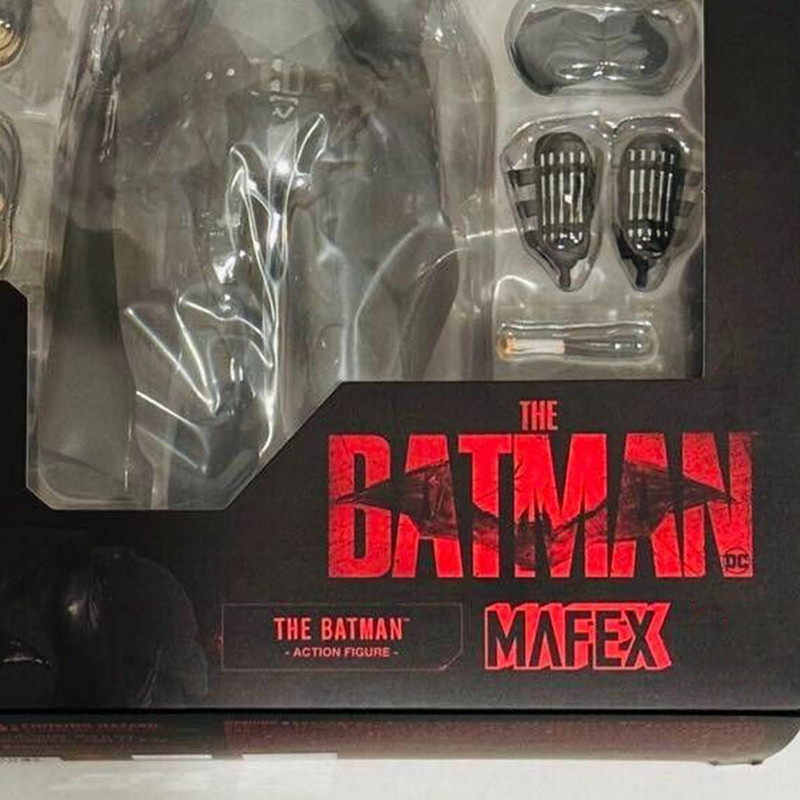 THE
BATMAN
DC
THE BATMAN™
- ACTION FIGURE -
MAFEX